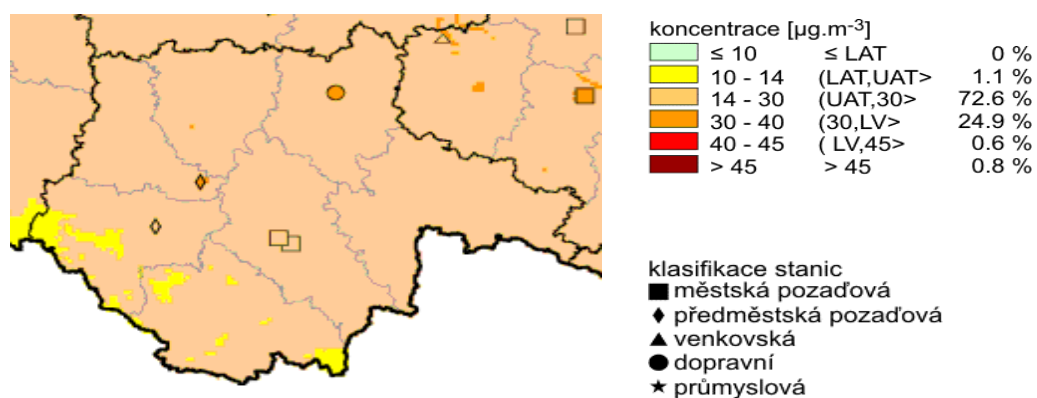 koncentrace [µg.m-3]
≤ 10 ≤ LAT 0 %
10 - 14 (LAT,UAT> 1.1 %
14 - 30 (UAT,30> 72.6 %
30 - 40 (30,LV> 24.9 %
40 - 45 ( LV,45> 0.6 %
> 45 > 45 0.8 %
klasifikace stanic
městská pozaďová
předměstská pozaďová
venkovská
dopravní
průmyslová